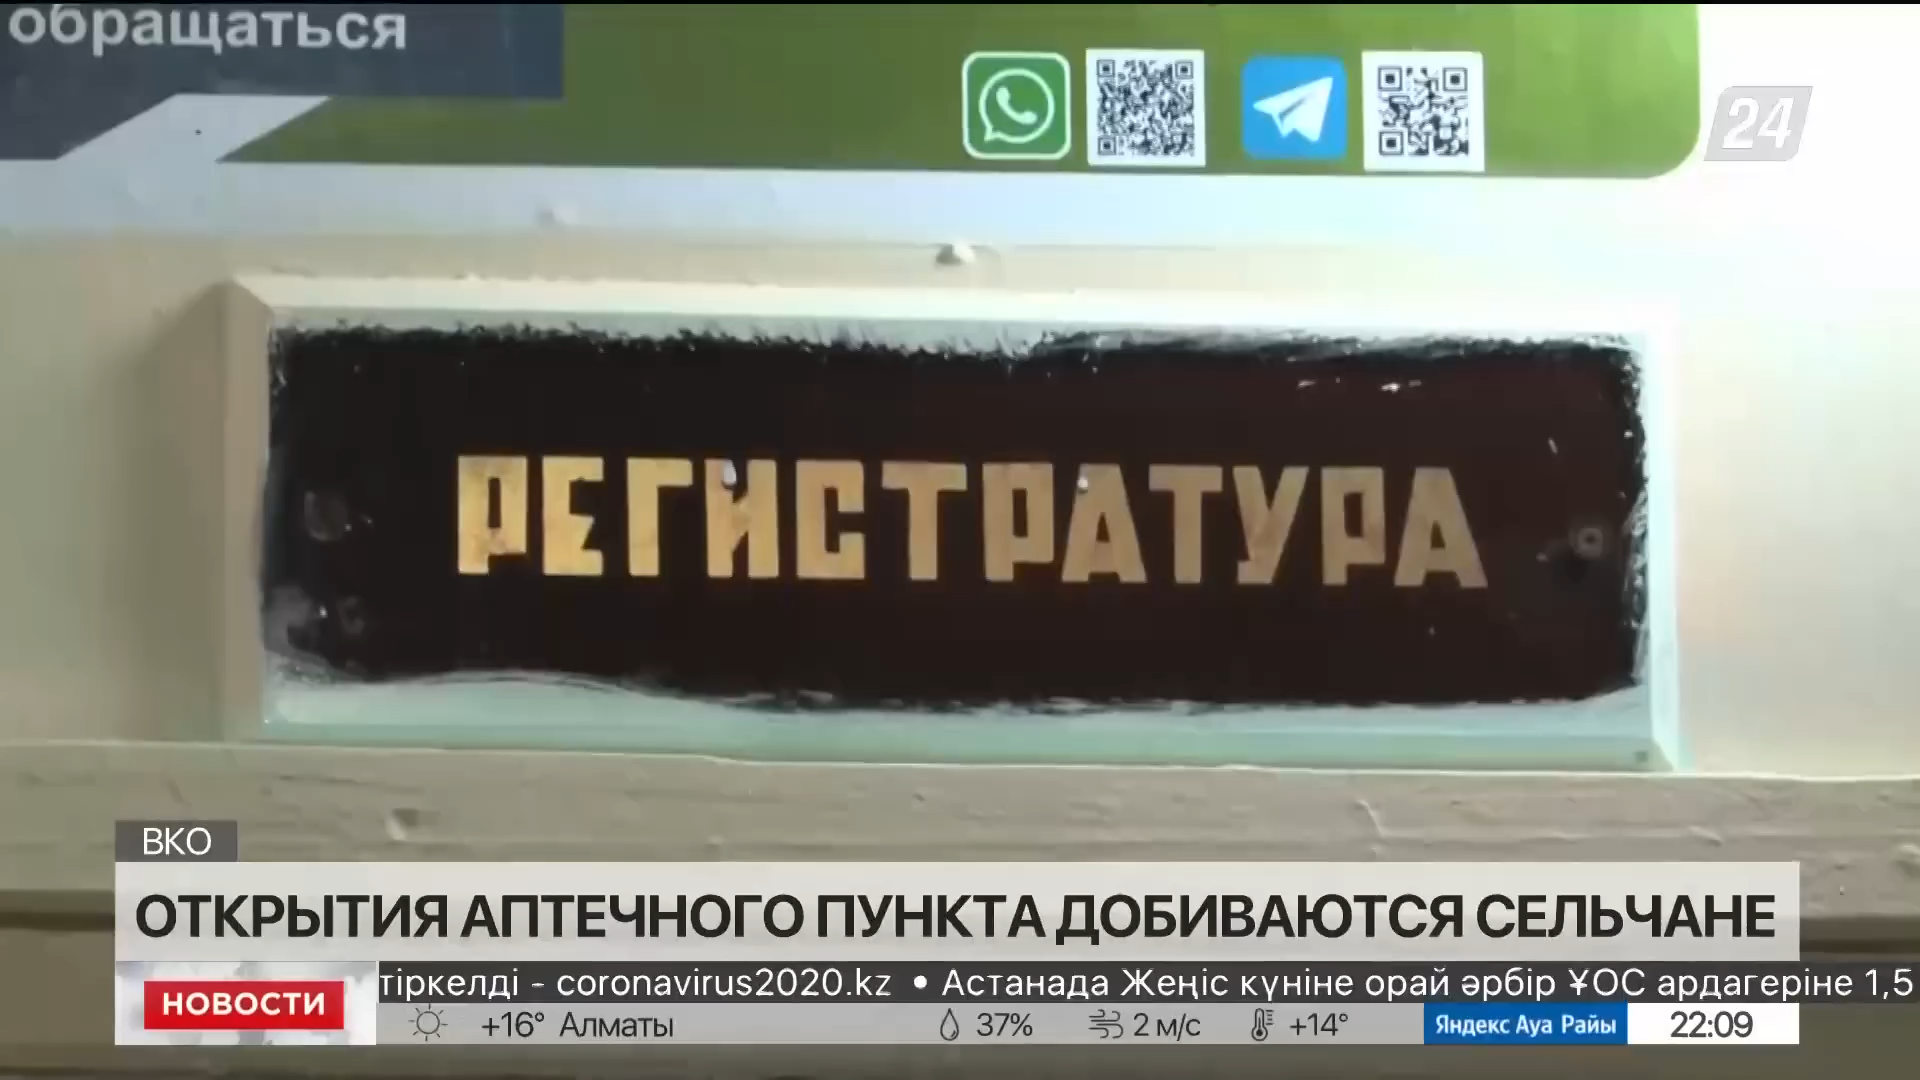 обращаться
24
РЕГИСТРАТУРА
ВКО
ОТКРЫТИЯ АПТЕЧНОГО ПУНКТА ДОБИВАЮТСЯ СЕЛЬЧАНЕ
НОВОСТИ
тіркелді - coronavirus2020.kz • Астанада Жеңіс күніне орай әрбір ҰОС ардагеріне 1,5
+16° Алматы 37% 2 м/с +14° Яндекс Ауа Райы 22:09